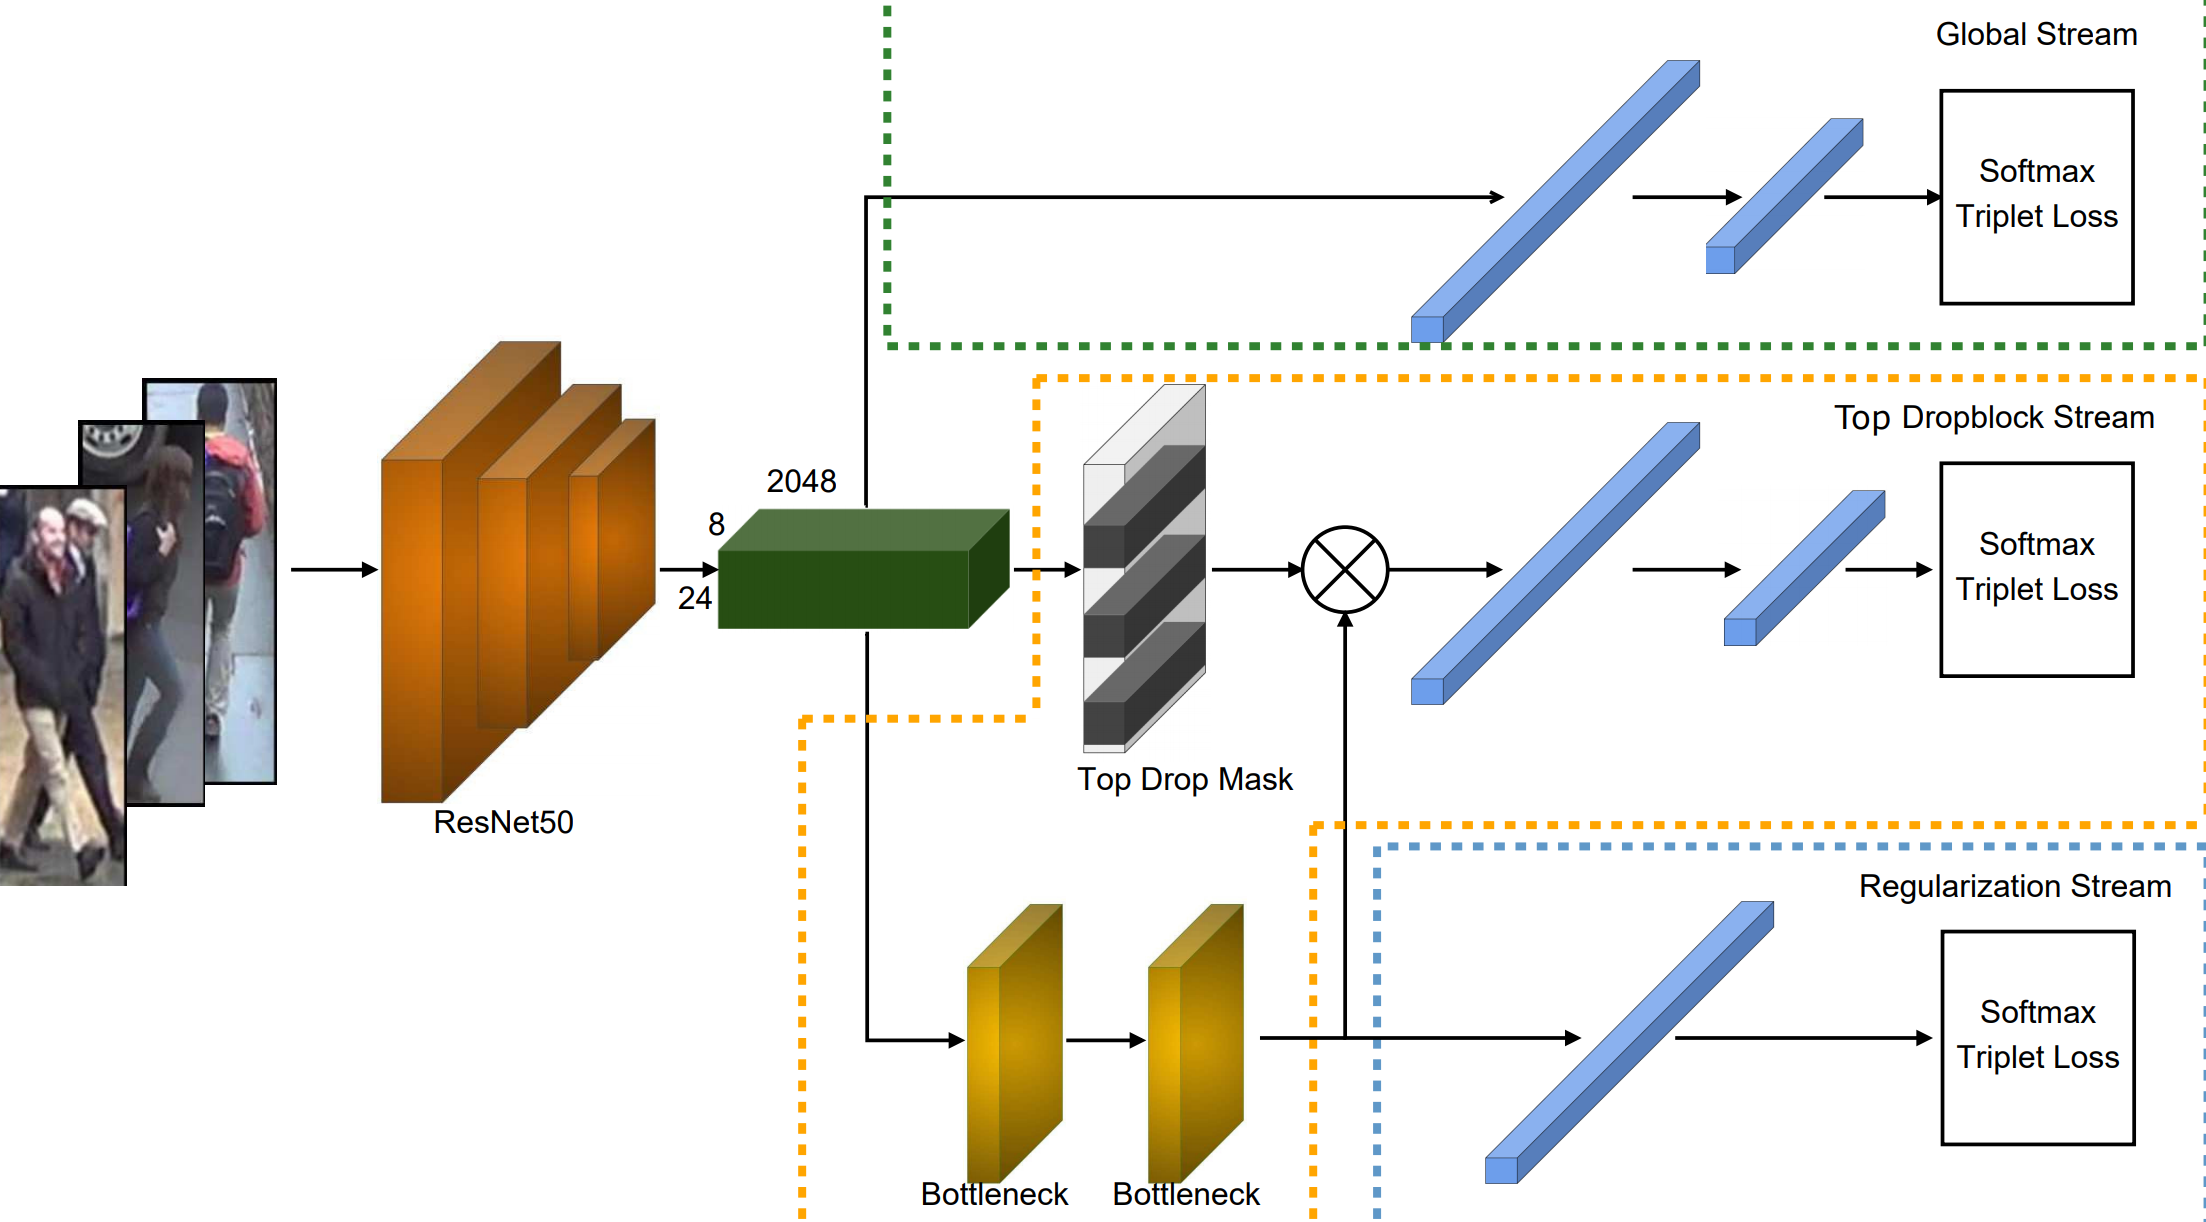 Global Stream
Softmax
Triplet Loss
2048
8
24
ResNet50
Top Drop Mask
Top Dropblock Stream
Softmax
Triplet Loss
Bottleneck
Bottleneck
Regularization Stream
Softmax
Triplet Loss